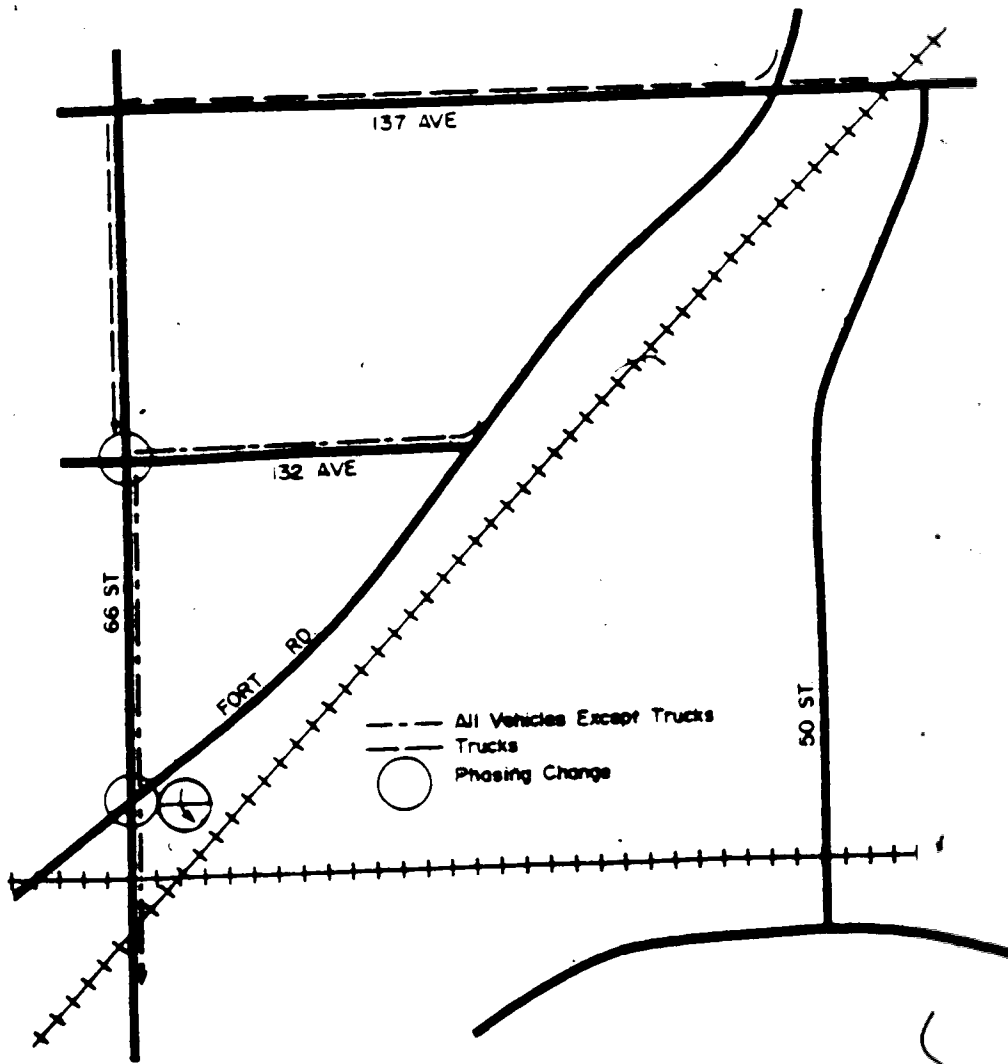 137 AVE
132 AVE
66 ST
FORT RD.
50 ST
All Vehicles Except Trucks
Trucks
Phasing Change